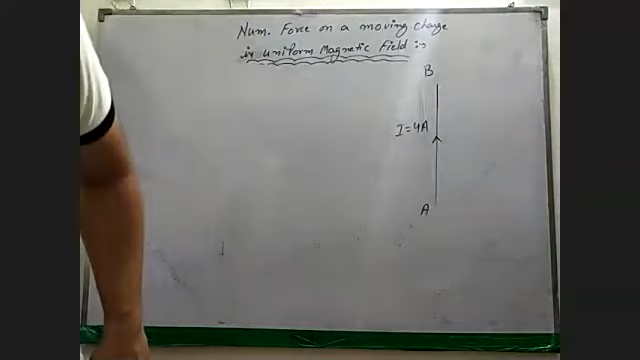 Num. Force on a moving charge
in uniform Magnetic Field :→
B
I=4A
A